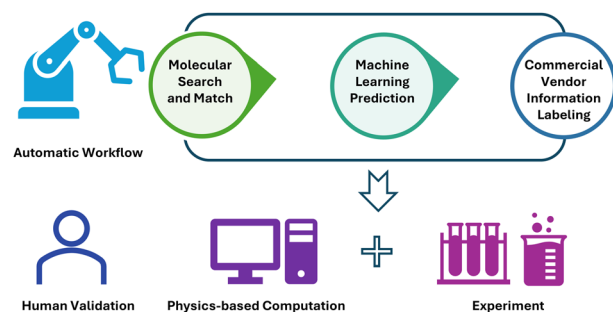 Molecular
Search
and Match
Machine
Learning
Prediction
Commercial
Vendor
Information
Labeling
Automatic Workflow
Human Validation
Physics-based Computation
Experiment